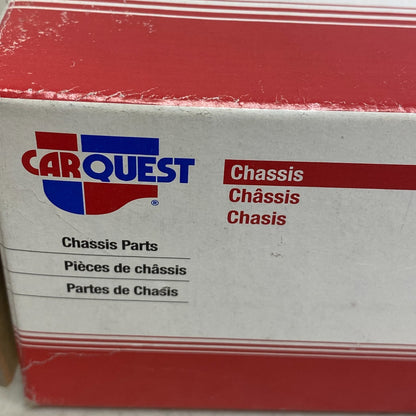 CARQUEST
®
Chassis Parts
Pièces de châssis
Partes de Chasis
Chassis
Châssis
Chasis